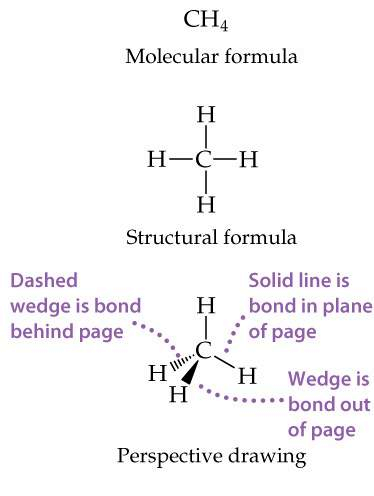 CH4
Molecular formula
H
H—C—H
H
Structural formula
Dashed
wedge is bond
behind page
Solid line is
bond in plane
of page
H
C
H
H
H
Wedge is
bond out
of page
Perspective drawing